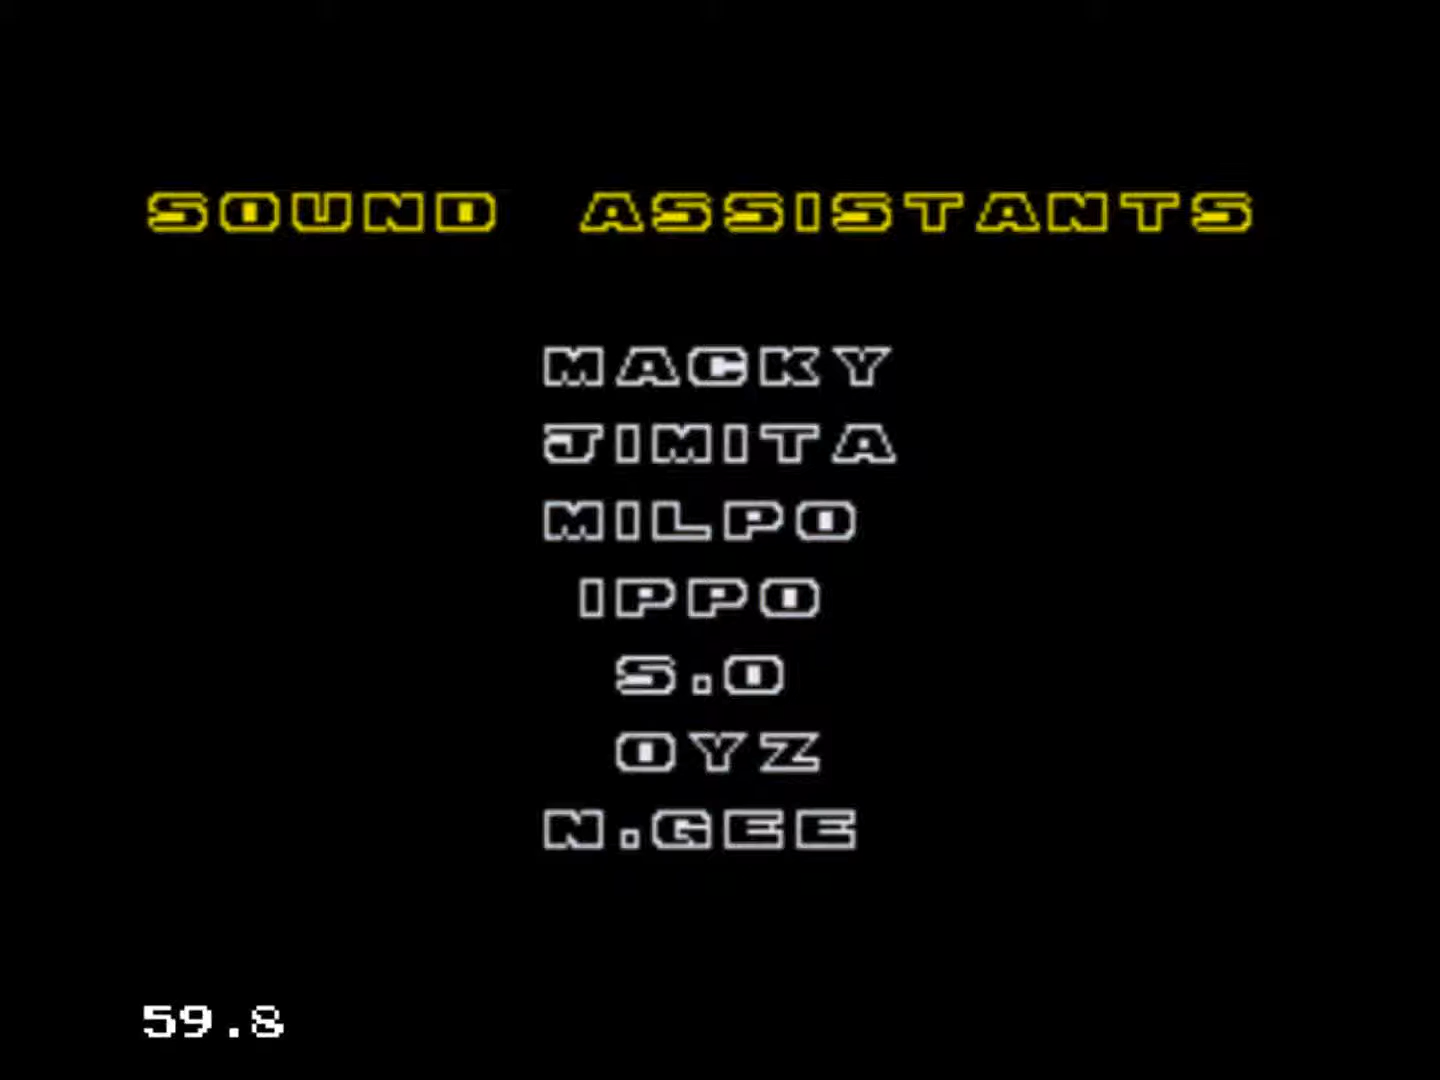 SOUND ASSISTANTS
MACKY
JIMITA
MILPO
IPPO
S.O
OYZ
N.GEE
59.8